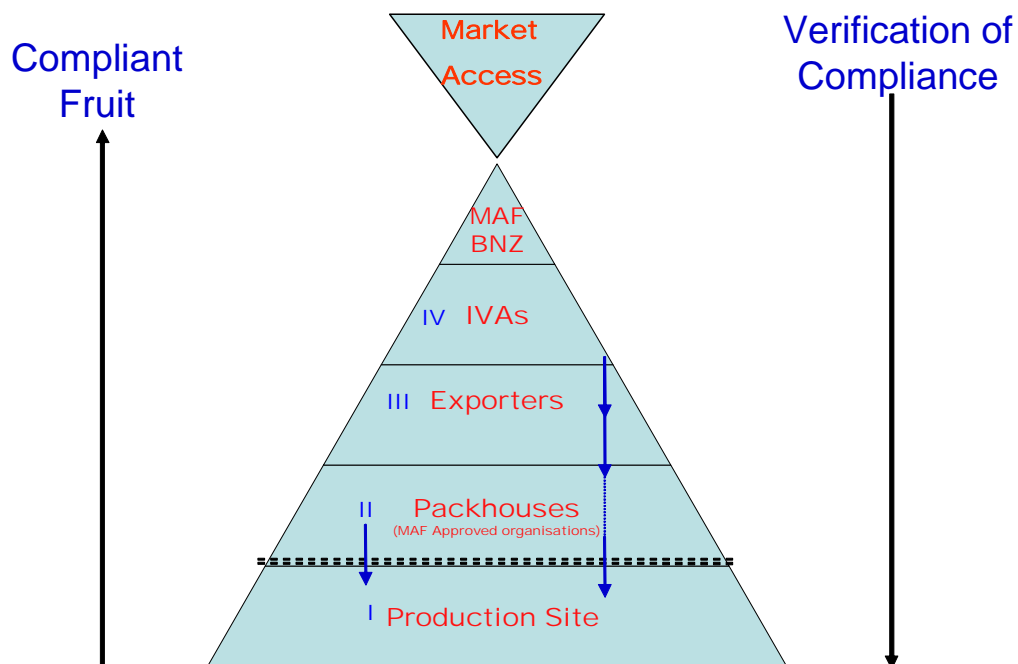 Market
Access
Compliant
Fruit
Verification of
Compliance
MAF
BNZ
IV IVAs
III Exporters
II Packhouses
(MAF Approved organisations)
I Production Site